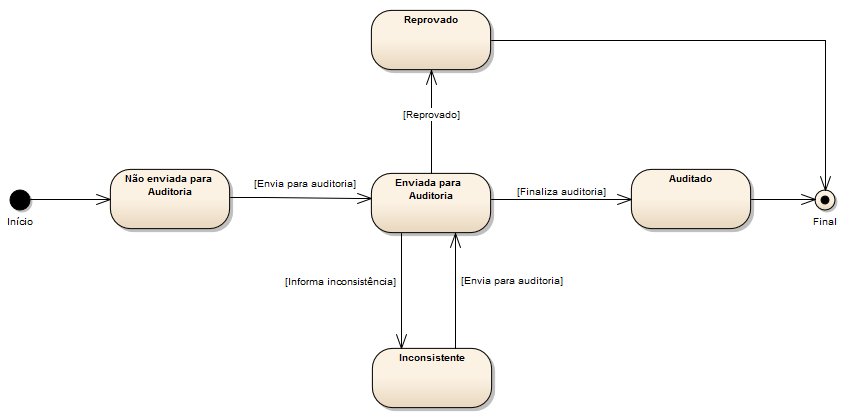 Reprovado
[Reprovado]
Não enviada para
Auditoria
[Envia para auditoria]
Enviada para
Auditoria
[Finaliza auditoria]
Auditado
Início
Final
[Informa inconsistência]
[Envia para auditoria]
Inconsistente